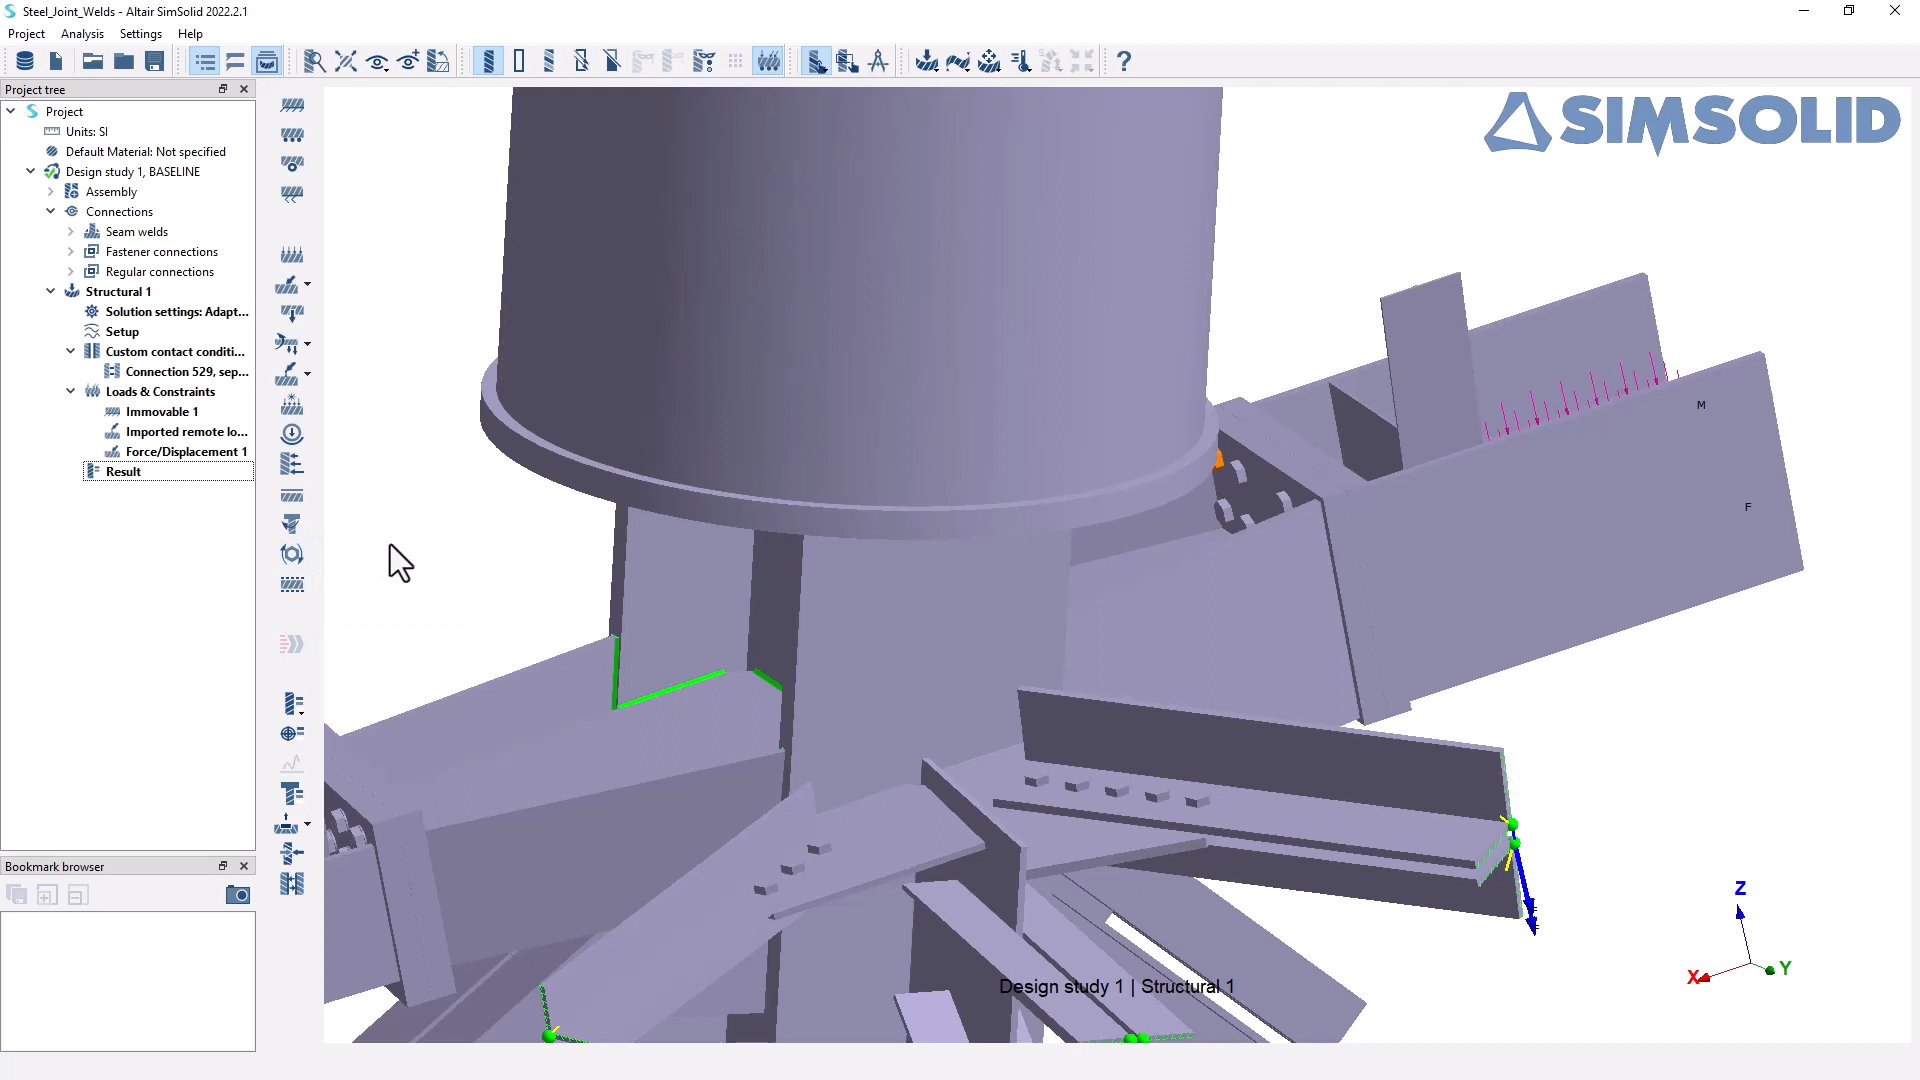 Steel_Joint_Welds - Altair SimSolid 2022.2.1
Project Analysis Settings Help
Project tree
Project
Units: SI
Default Material: Not specified
Design study 1, BASELINE
Assembly
Connections
Seam welds
Fastener connections
Regular connections
Structural 1
Solution settings: Adapt...
Setup
Custom contact conditi...
Connection 529, sep...
Loads & Constraints
Immovable 1
Imported remote lo...
Force/Displacement 1
Result
Bookmark browser
SIMSOLID
M
F
Z
X
Y
Design study 1 | Structural 1